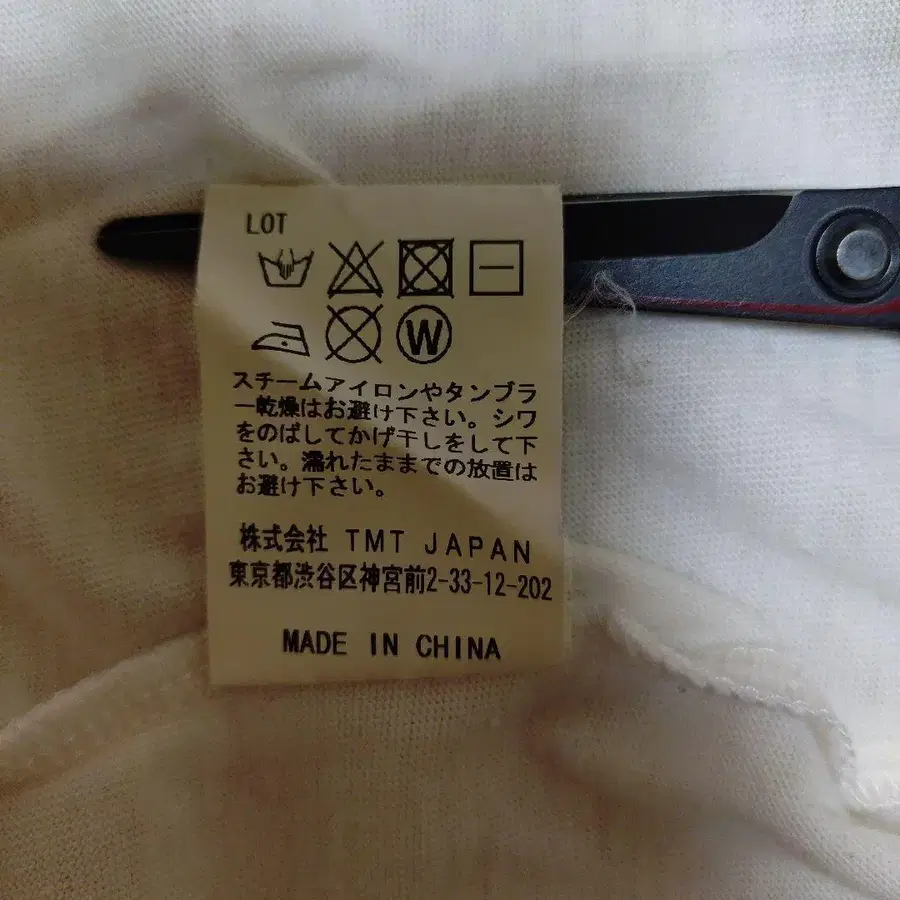 LOT
W
スチームアイロンやタンブラ
ー乾燥はお避け下さい。シワ
をのばしてかげ干しをして下
さい。濡れたままでの放置は
お避け下さい。
株式会社 TMT JAPAN
東京都渋谷区神宮前2-33-12-202
MADE IN CHINA